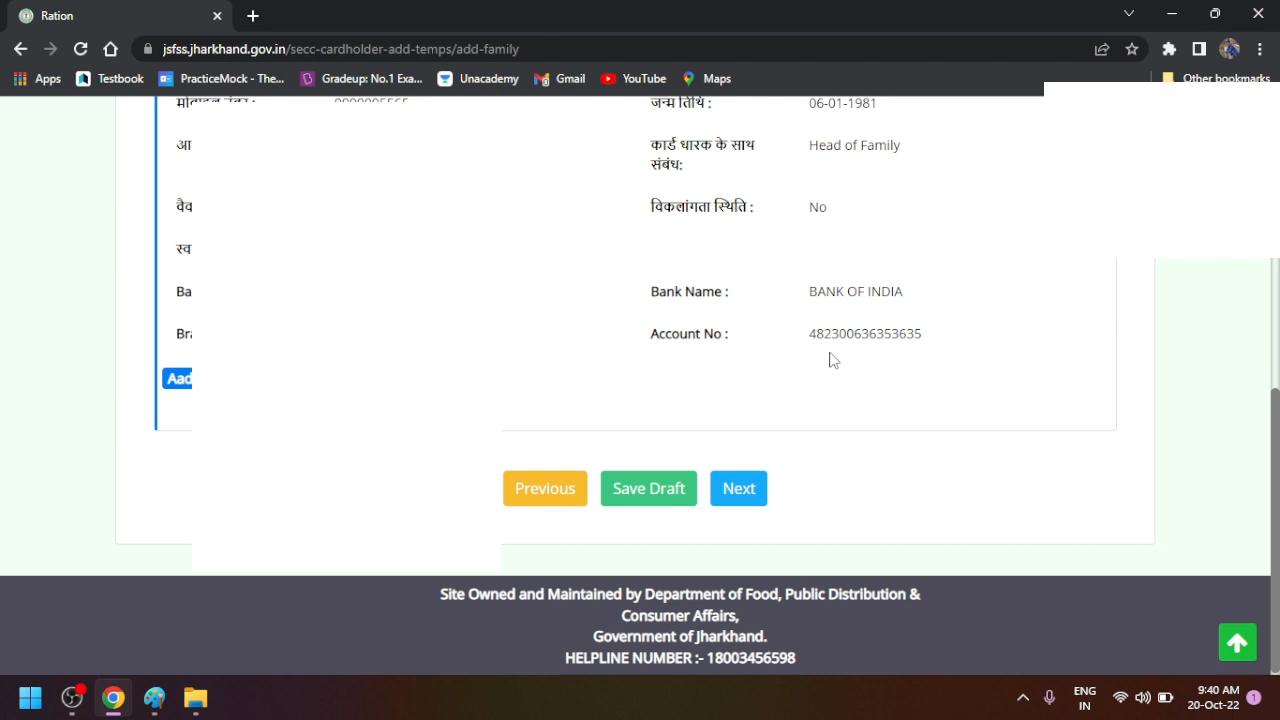 Ration
jsfss.jharkhand.gov.in/secc-cardholder-add-temps/add-family
Apps Testbook PracticeMock - The... Gradeup: No.1 Exa... Unacademy Gmail YouTube Maps Other bookmarks
जन्म तिथि : 06-01-1981
आ कार्ड धारक के साथ संबंध: Head of Family
वैव विकलांगता स्थिति : No
स्व
Ba Bank Name : BANK OF INDIA
Bra Account No : 482300636353635
Aad
Previous Save Draft Next
Site Owned and Maintained by Department of Food, Public Distribution &
Consumer Affairs,
Government of Jharkhand.
HELPLINE NUMBER :- 18003456598
ENG 9:40 AM
IN 20-Oct-22 1